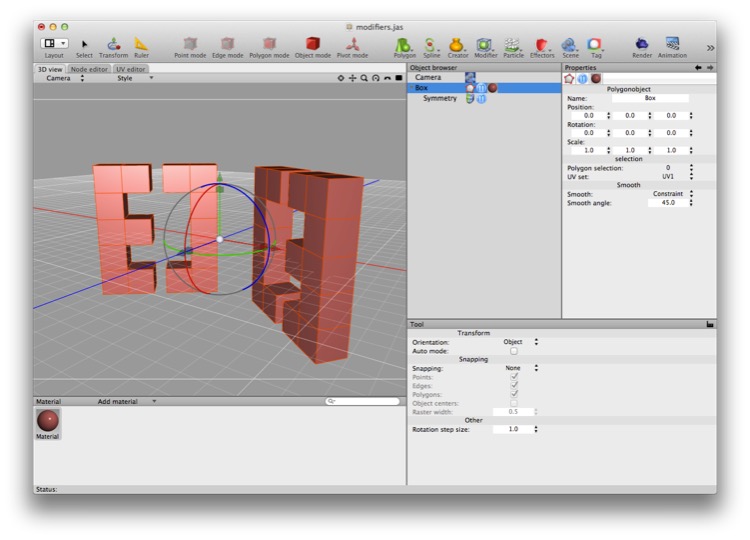 modifiers.jas
Layout Select Transform Ruler Point mode Edge mode Polygon mode Object mode Pivot mode Polygon Spline Creator Modifier Particle Effectors Scene Tag Render Animation
3D view Node editor UV editor
Camera Style
Object browser
Camera
Box
Symmetry
Properties
Polygonobject
Name: Box
Position:
0.0 0.0 0.0
Rotation:
0.0 0.0 0.0
Scale:
1.0 1.0 1.0
selection
Polygon selection: 0
UV set: UV1
Smooth
Smooth: Constraint
Smooth angle: 45.0
Tool
Transform
Orientation: Object
Auto mode:
Snapping
Snapping: None
Points:
Edges:
Polygons:
Object centers:
Raster width: 0.5
Other
Rotation step size: 1.0
Material Add material
Material
Status: